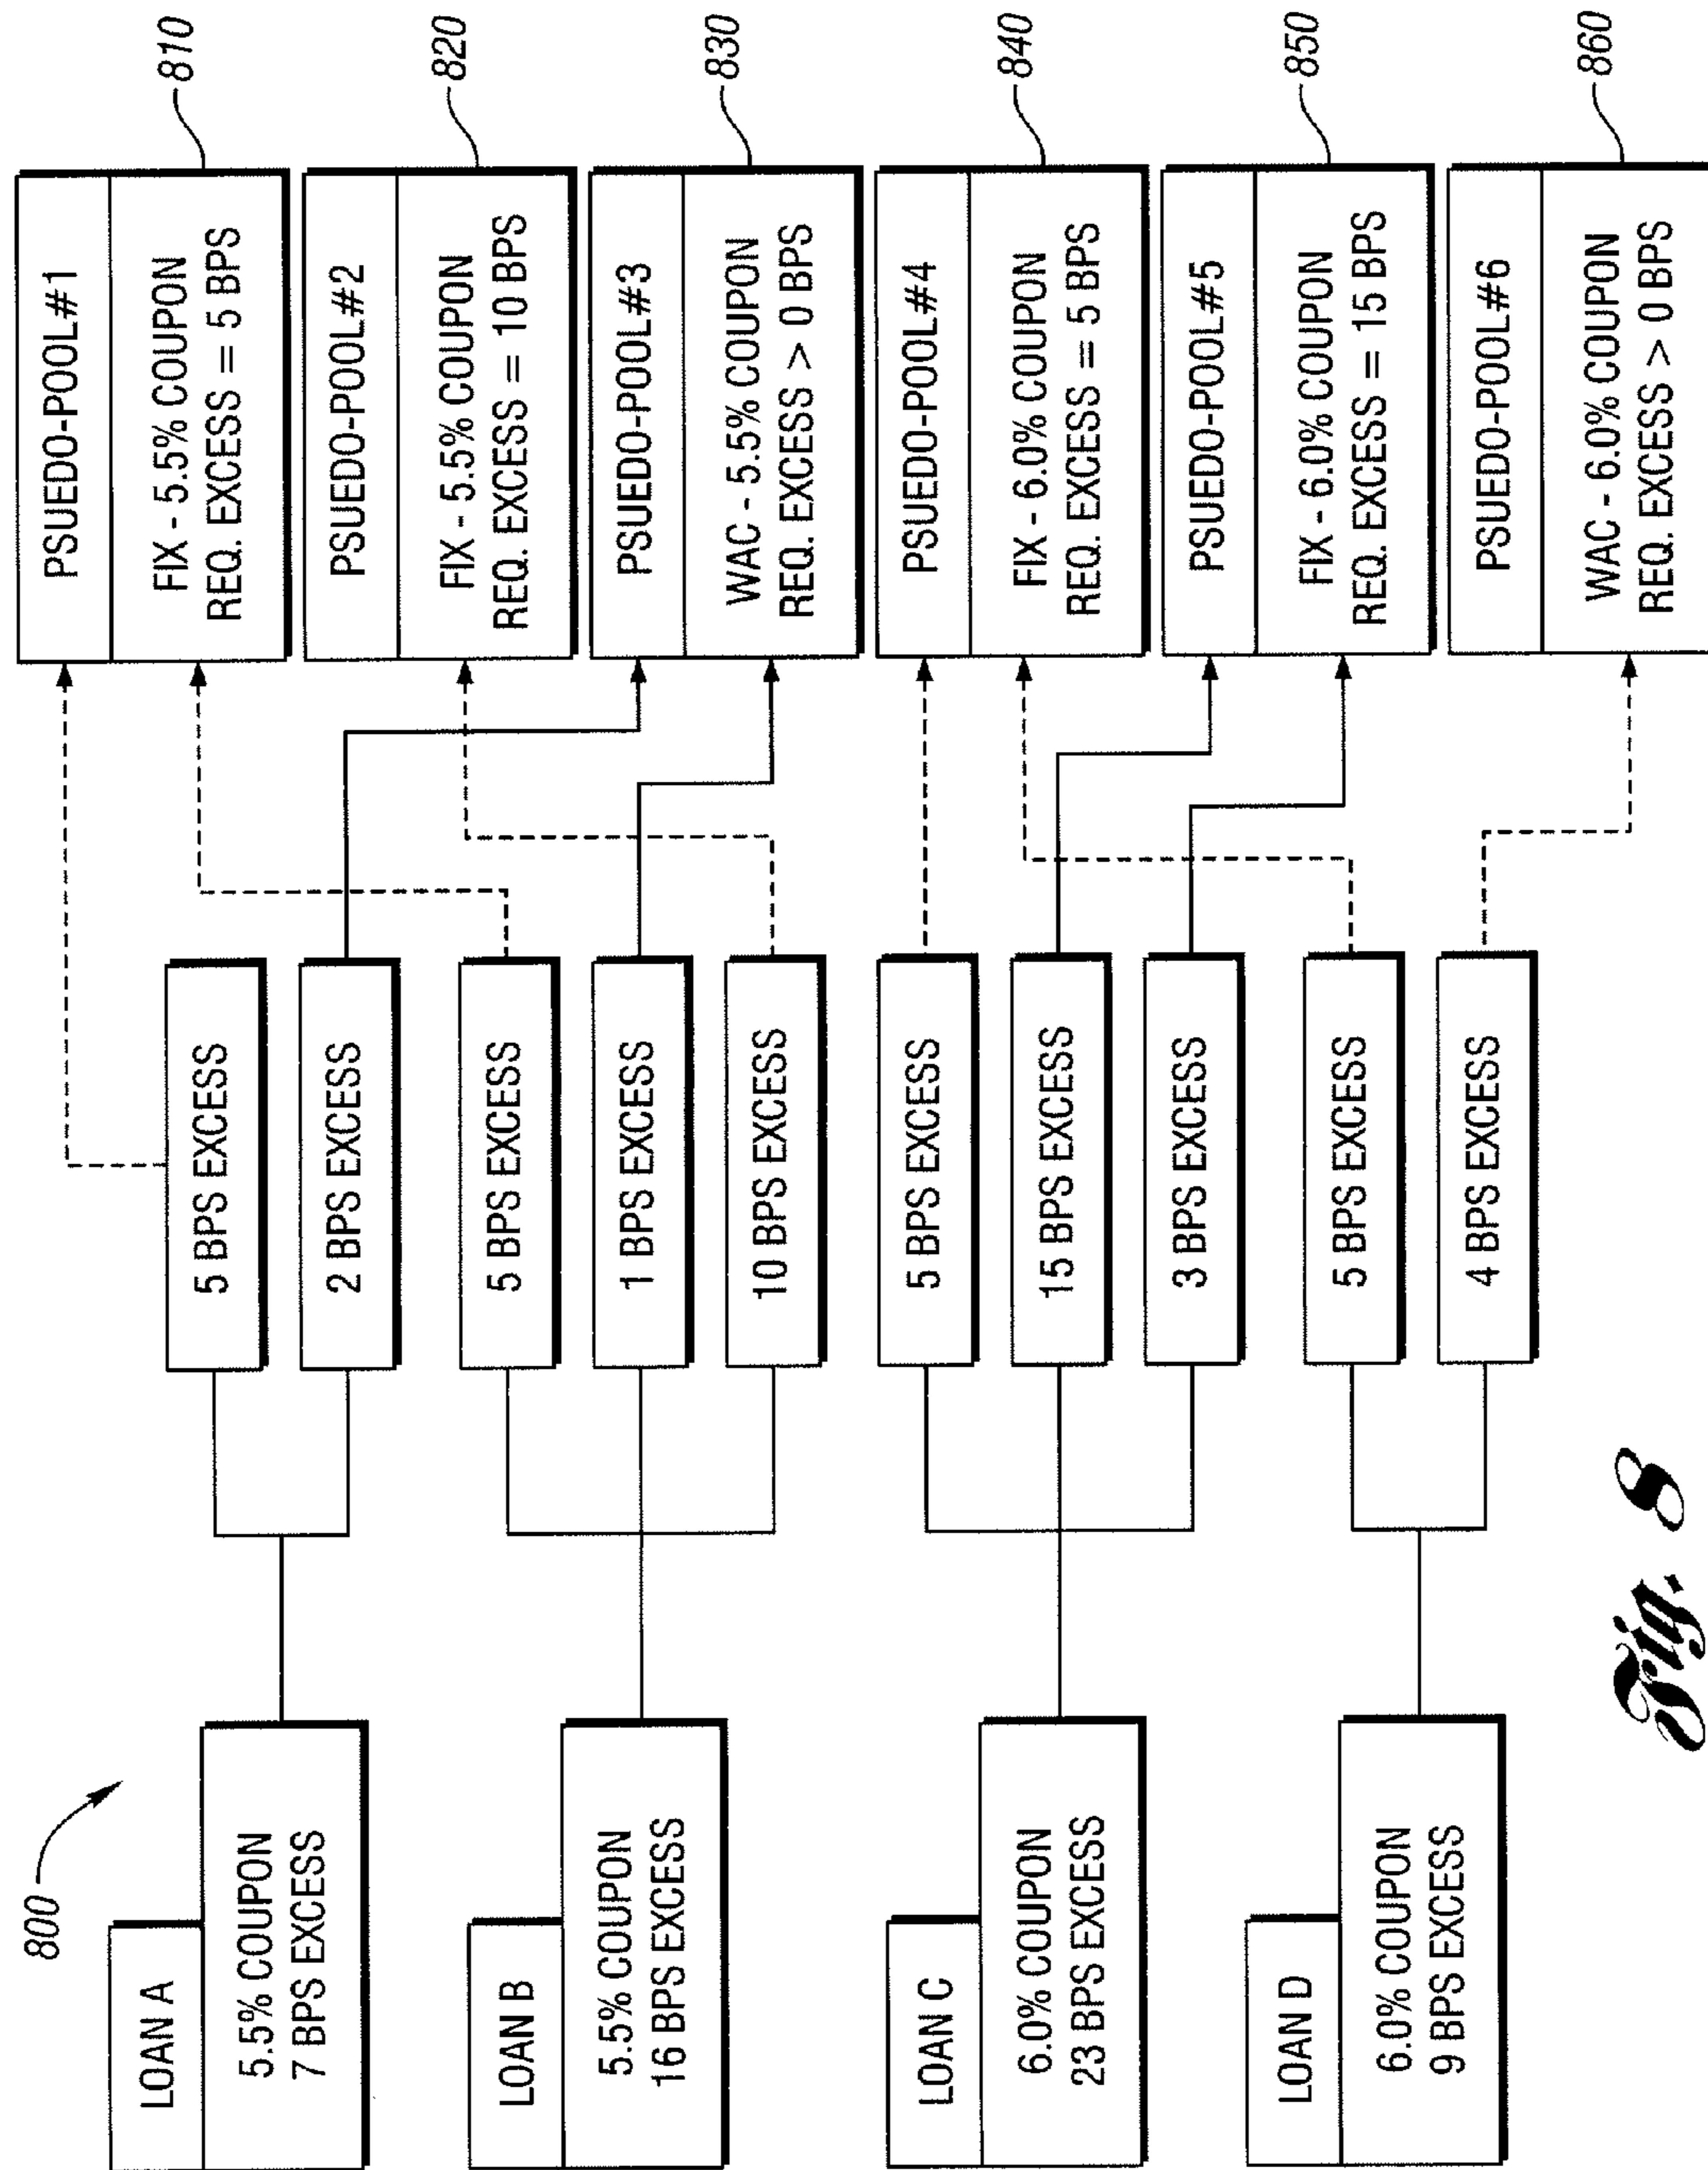 800
LOAN A
5.5% COUPON
7 BPS EXCESS
LOAN B
5.5% COUPON
16 BPS EXCESS
LOAN C
6.0% COUPON
23 BPS EXCESS
LOAN D
6.0% COUPON
9 BPS EXCESS
5 BPS EXCESS
2 BPS EXCESS
5 BPS EXCESS
1 BPS EXCESS
10 BPS EXCESS
5 BPS EXCESS
15 BPS EXCESS
3 BPS EXCESS
5 BPS EXCESS
4 BPS EXCESS
PSUEDO-POOL#1
FIX - 5.5% COUPON
REQ. EXCESS = 5 BPS
810
PSUEDO-POOL#2
FIX - 5.5% COUPON
REQ. EXCESS = 10 BPS
820
PSUEDO-POOL#3
WAC - 5.5% COUPON
REQ. EXCESS > 0 BPS
830
PSUEDO-POOL#4
FIX - 6.0% COUPON
REQ. EXCESS = 5 BPS
840
PSUEDO-POOL#5
FIX - 6.0% COUPON
REQ. EXCESS = 15 BPS
850
PSUEDO-POOL#6
WAC - 6.0% COUPON
REQ. EXCESS > 0 BPS
860
Fig. 8